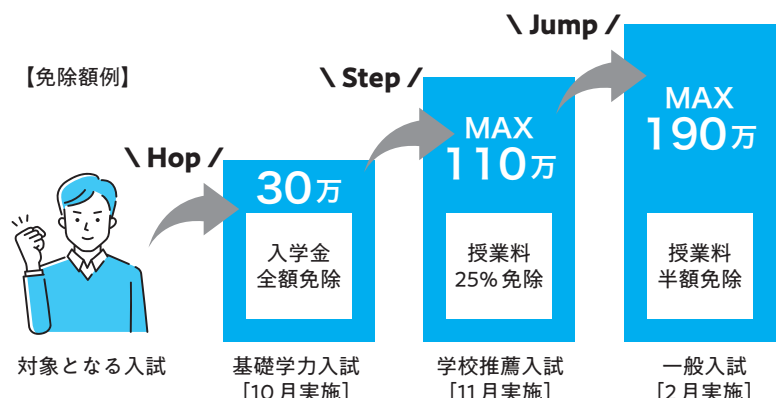 【免除額例】
\ Hop /
\ Step /
\ Jump /
30万
入学金
全額免除
MAX
110万
授業料
25%免除
MAX
190万
授業料
半額免除
対象となる入試
基礎学力入試
[10月実施]
学校推薦入試
[11月実施]
一般入試
[2月実施]